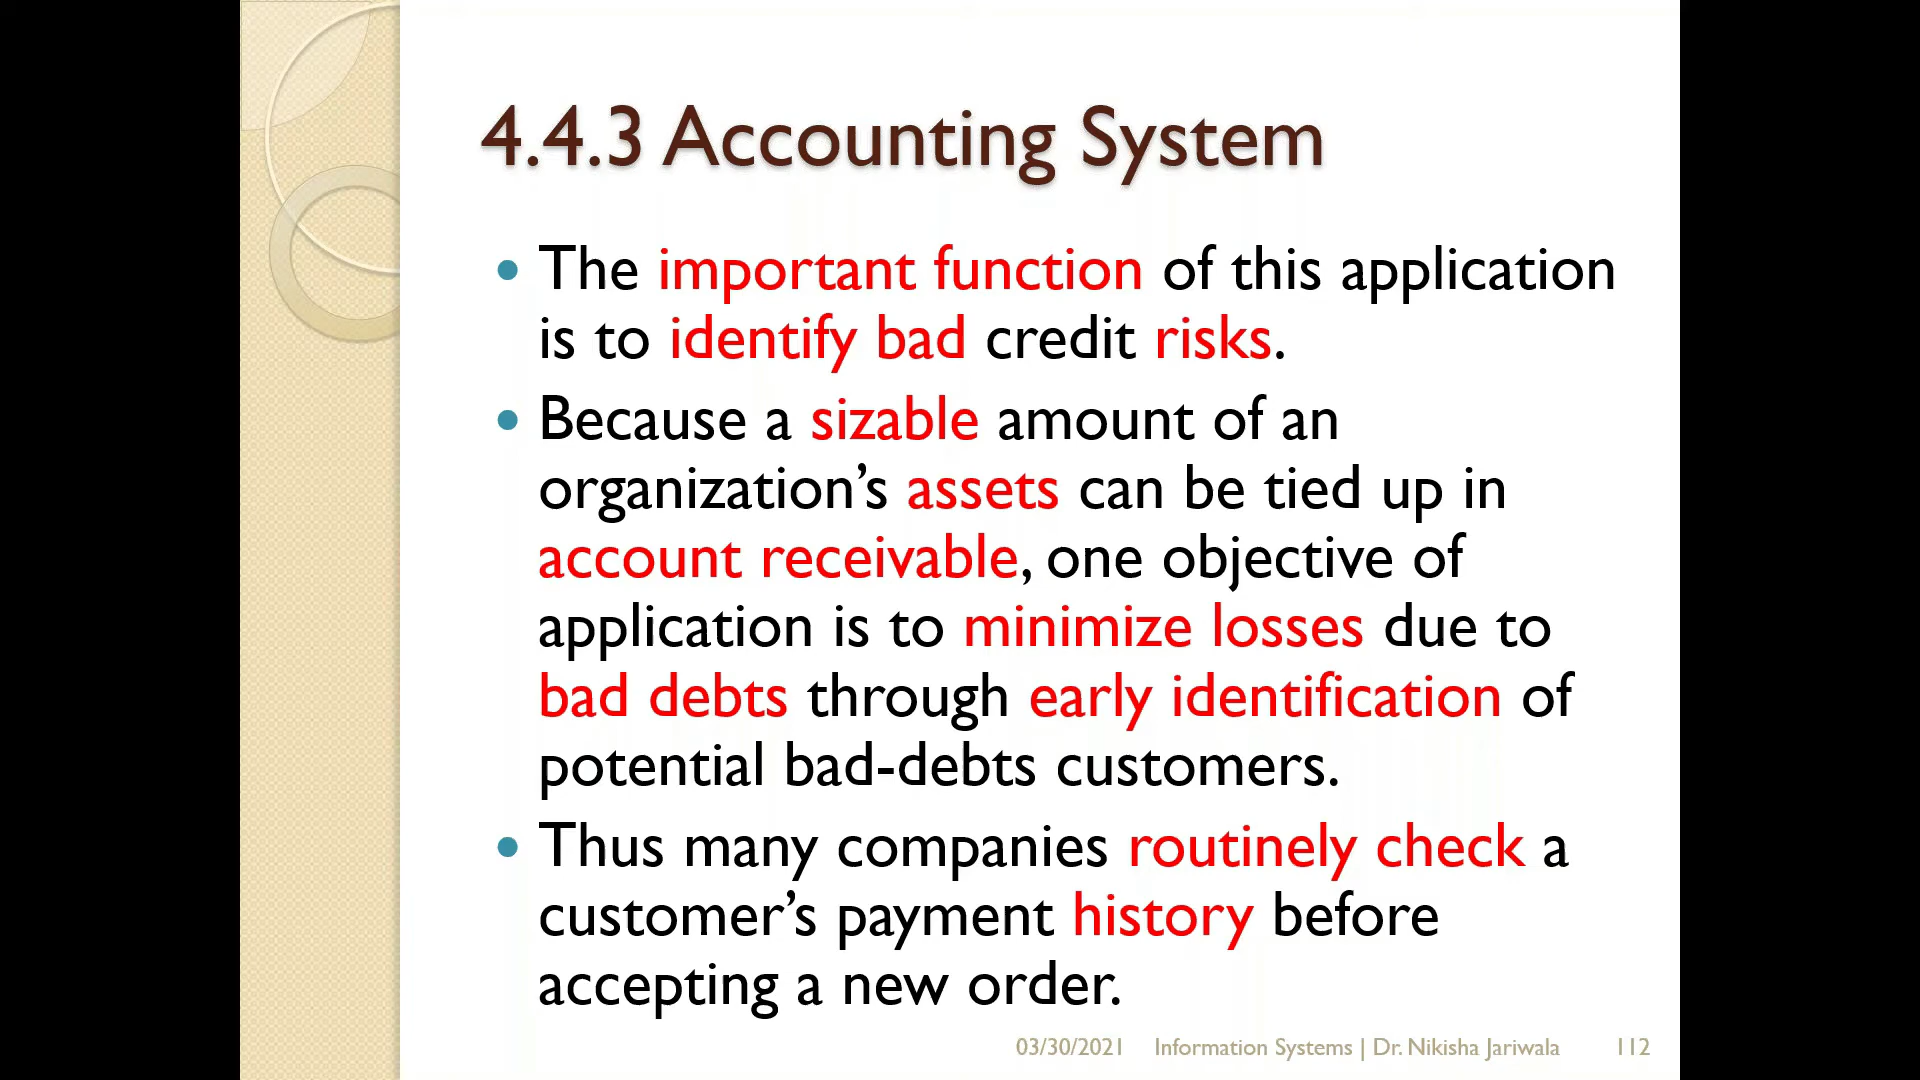 4.4.3 Accounting System
• The important function of this application
is to identify bad credit risks.
• Because a sizable amount of an
organization’s assets can be tied up in
account receivable, one objective of
application is to minimize losses due to
bad debts through early identification of
potential bad-debts customers.
• Thus many companies routinely check a
customer’s payment history before
accepting a new order.
03/30/2021 Information Systems | Dr. Nikisha Jariwala 112